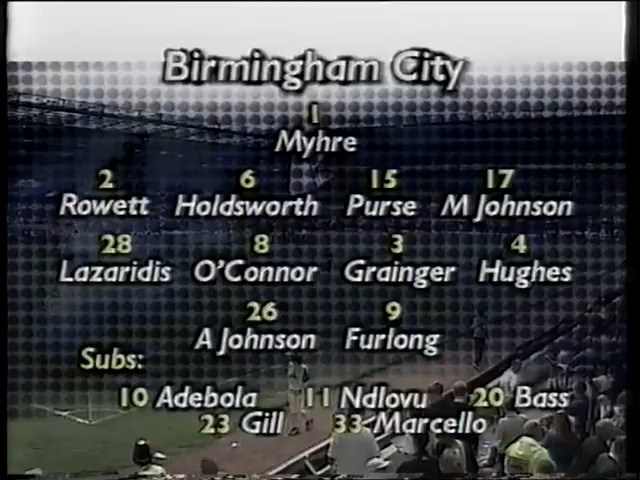 Birmingham City
1
Myhre
2 6 15 17
Rowett Holdsworth Purse M Johnson
28 8 3 4
Lazaridis O'Connor Grainger Hughes
26 9
A Johnson Furlong
Subs:
10 Adebola 11 Ndlovu 20 Bass
23 Gill 33 Marcello